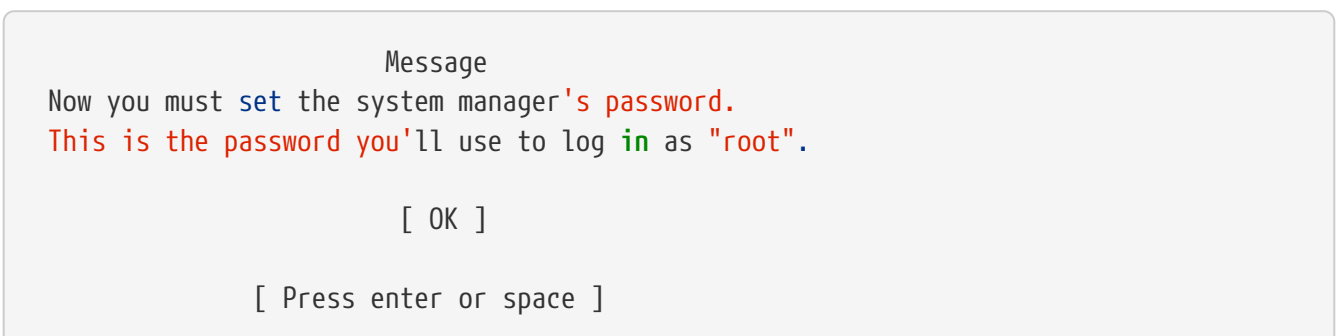 Message
Now you must set the system manager's password.
This is the password you'll use to log in as "root".
[ OK ]
[ Press enter or space ]